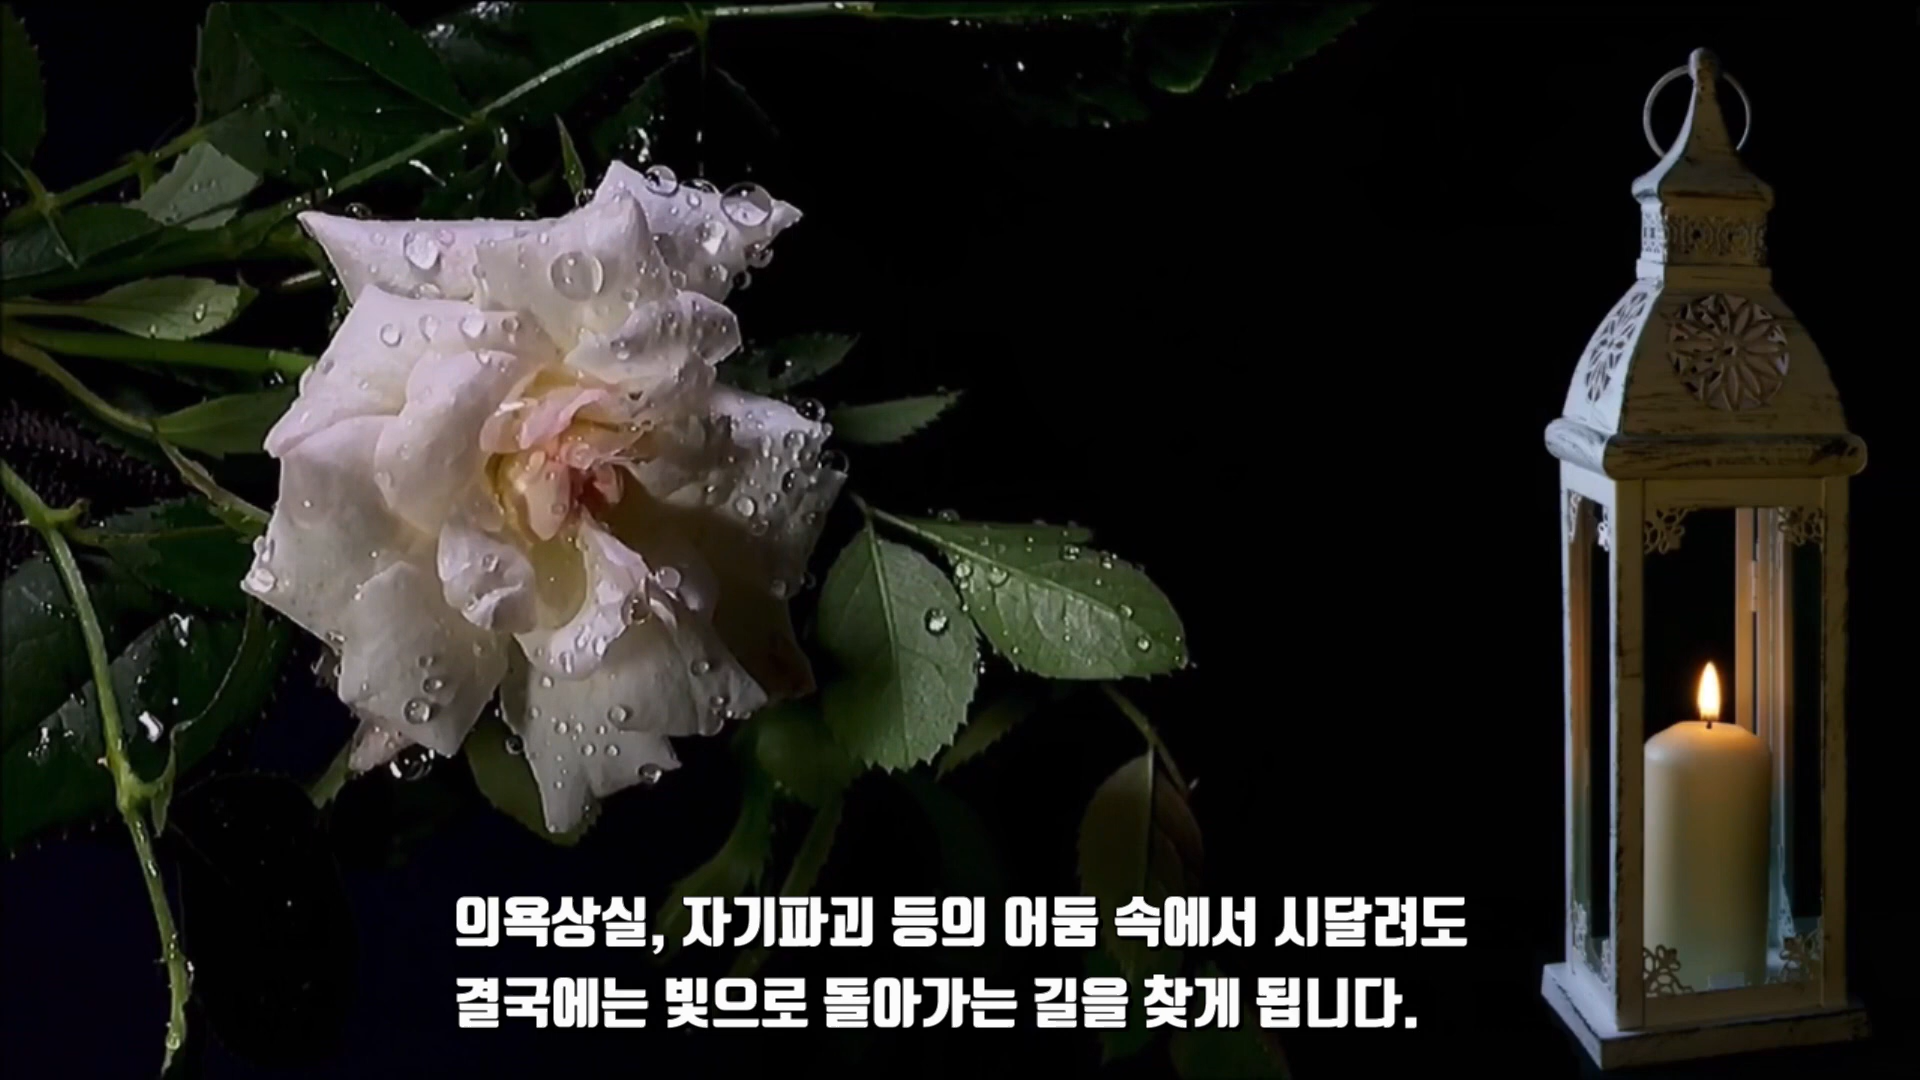 의욕상실, 자기파괴 등의 어둠 속에서 시달려도
결국에는 빛으로 돌아가는 길을 찾게 됩니다.